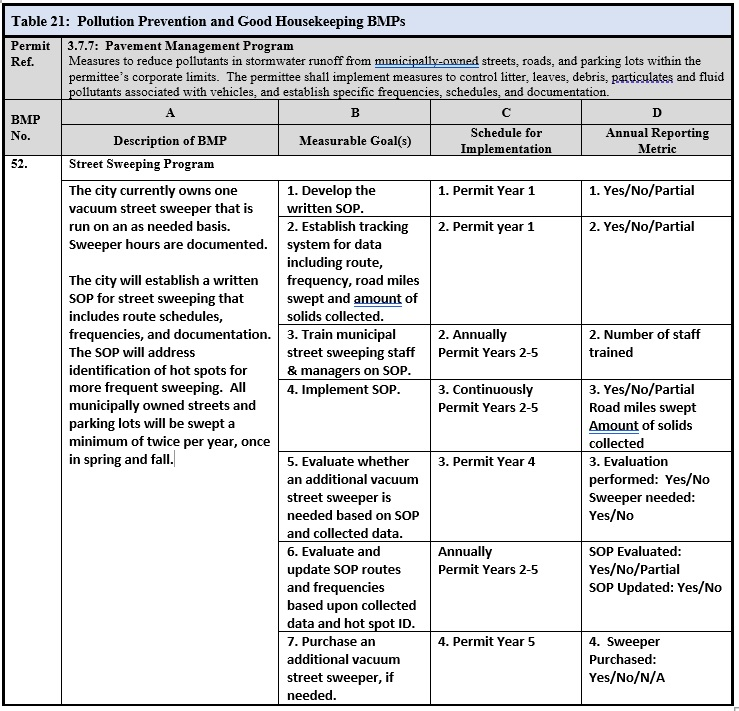 Table 21:  Pollution Prevention and Good Housekeeping BMPs
Permit
Ref.
3.7.7:  Pavement Management Program
Measures to reduce pollutants in stormwater runoff from municipally-owned streets, roads, and parking lots within the
permittee's corporate limits.  The permittee shall implement measures to control litter, leaves, debris, particulates and fluid
pollutants associated with vehicles, and establish specific frequencies, schedules, and documentation.
BMP
No.
A
B
C
D
Description of BMP
Measurable Goal(s)
Schedule for
Implementation
Annual Reporting
Metric
52.
Street Sweeping Program
The city currently owns one
vacuum street sweeper that is
run on an as needed basis.
Sweeper hours are documented.
The city will establish a written
SOP for street sweeping that
includes route schedules,
frequencies, and documentation.
The SOP will address
identification of hot spots for
more frequent sweeping.  All
municipally owned streets and
parking lots will be swept a
minimum of twice per year, once
in spring and fall.
1. Develop the
written SOP.
1. Permit Year 1
1. Yes/No/Partial
2. Establish tracking
system for data
including route,
frequency, road miles
swept and amount of
solids collected.
2. Permit year 1
2. Yes/No/Partial
3. Train municipal
street sweeping staff
& managers on SOP.
2. Annually
Permit Years 2-5
2. Number of staff
trained
4. Implement SOP.
3. Continuously
Permit Years 2-5
3. Yes/No/Partial
Road miles swept
Amount of solids
collected
5. Evaluate whether
an additional vacuum
street sweeper is
needed based on SOP
and collected data.
3. Permit Year 4
3. Evaluation
performed:  Yes/No
Sweeper needed:
Yes/No
6. Evaluate and
update SOP routes
and frequencies
based upon collected
data and hot spot ID.
Annually
Permit Years 2-5
SOP Evaluated:
Yes/No/Partial
SOP Updated: Yes/No
7. Purchase an
additional vacuum
street sweeper, if
needed.
4. Permit Year 5
4.  Sweeper
Purchased:
Yes/No/N/A